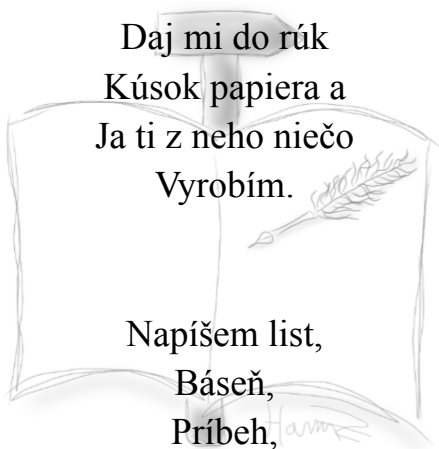 Daj mi do rúk
Kúsok papiera a
Ja ti z neho niečo
Vyrobím.
Napíšem list,
Báseň,
Príbeh,